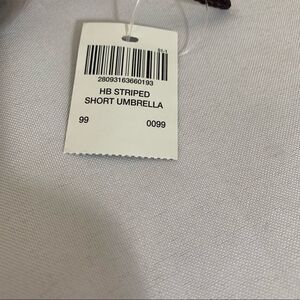 28093163660193
HB STRIPED
SHORT UMBRELLA
99 0099